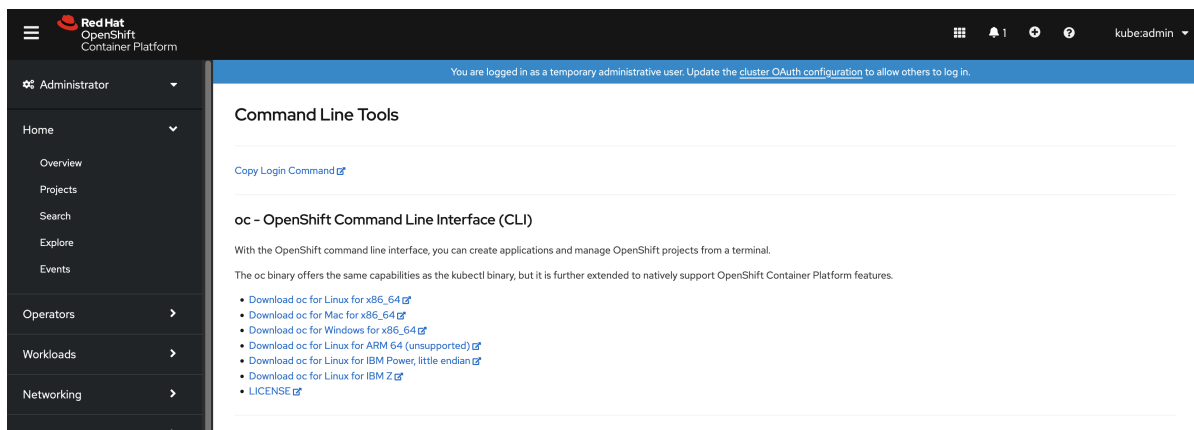 Red Hat
OpenShift
Container Platform
1
kube:admin
Administrator
Home
Overview
Projects
Search
Explore
Events
Operators
Workloads
Networking
You are logged in as a temporary administrative user. Update the cluster OAuth configuration to allow others to log in.
Command Line Tools
Copy Login Command
oc - OpenShift Command Line Interface (CLI)
With the OpenShift command line interface, you can create applications and manage OpenShift projects from a terminal.
The oc binary offers the same capabilities as the kubectl binary, but it is further extended to natively support OpenShift Container Platform features.
• Download oc for Linux for x86_64
• Download oc for Mac for x86_64
• Download oc for Windows for x86_64
• Download oc for Linux for ARM 64 (unsupported)
• Download oc for Linux for IBM Power, little endian
• Download oc for Linux for IBM Z
• LICENSE